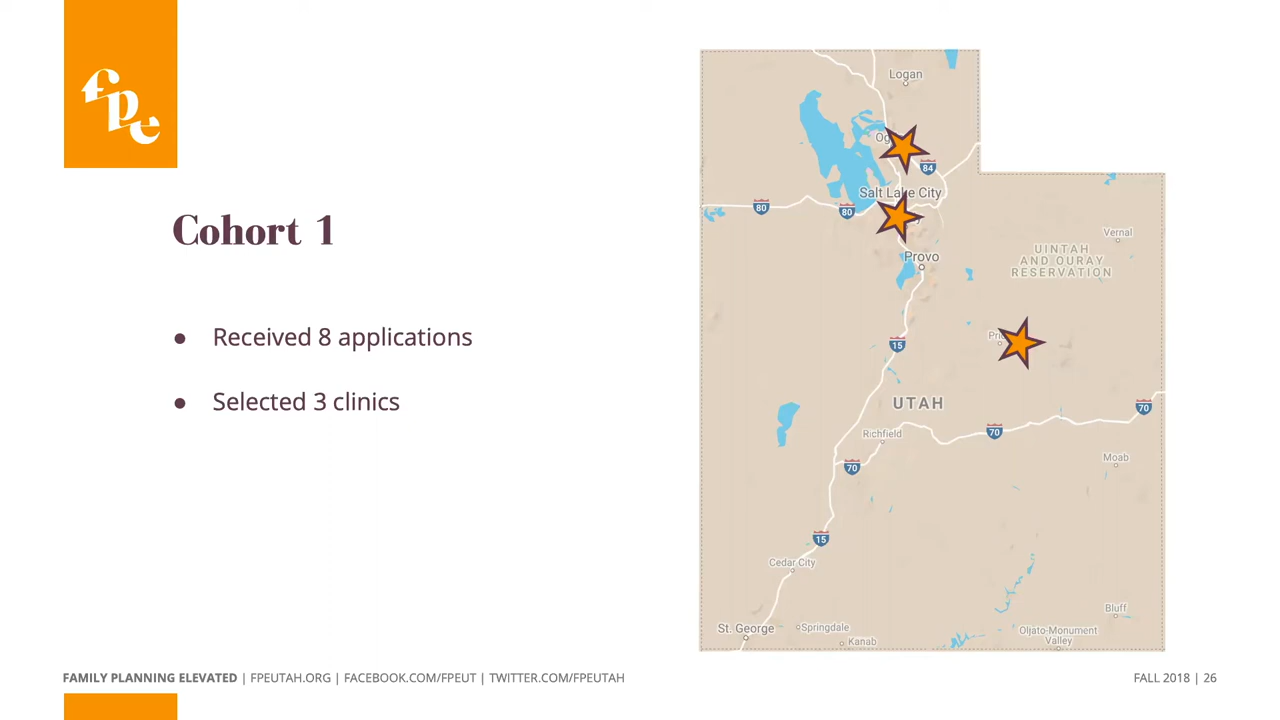 fpe
Cohort 1
● Received 8 applications
● Selected 3 clinics
Logan
84
Salt Lake City
80
80
Provo
Vernal
UINTAH
AND OURAY
RESERVATION
15
UTAH
70
Richfield
70
70
Moab
15
Cedar City
Bluff
St. George
Springdale
Kanab
Oljato-Monument
Valley
FAMILY PLANNING ELEVATED | FPEUTAH.ORG | FACEBOOK.COM/FPEUT | TWITTER.COM/FPEUTAH
FALL 2018 | 26